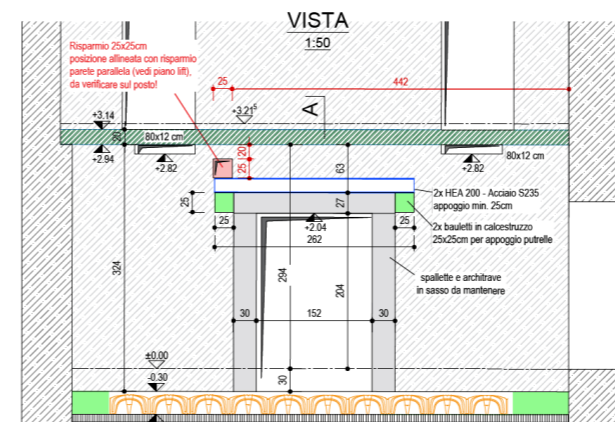 VISTA
1:50
Risparmio 25x25cm
posizione allineata con risparmio
parete parallela (vedi piano lift),
da verificare sul posto!
25
442
A
+3.21⁵
+3.14
20
80x12 cm
+2.94
+2.82
20
25
63
+2.82
80x12 cm
2x HEA 200 - Acciaio S235
appoggio min. 25cm
25
27
25
+2.04
25
2x bauletti in calcestruzzo
25x25cm per appoggio putrelle
262
324
294
204
spallette e architrave
in sasso da mantenere
30
152
30
±0.00
-0.30
30